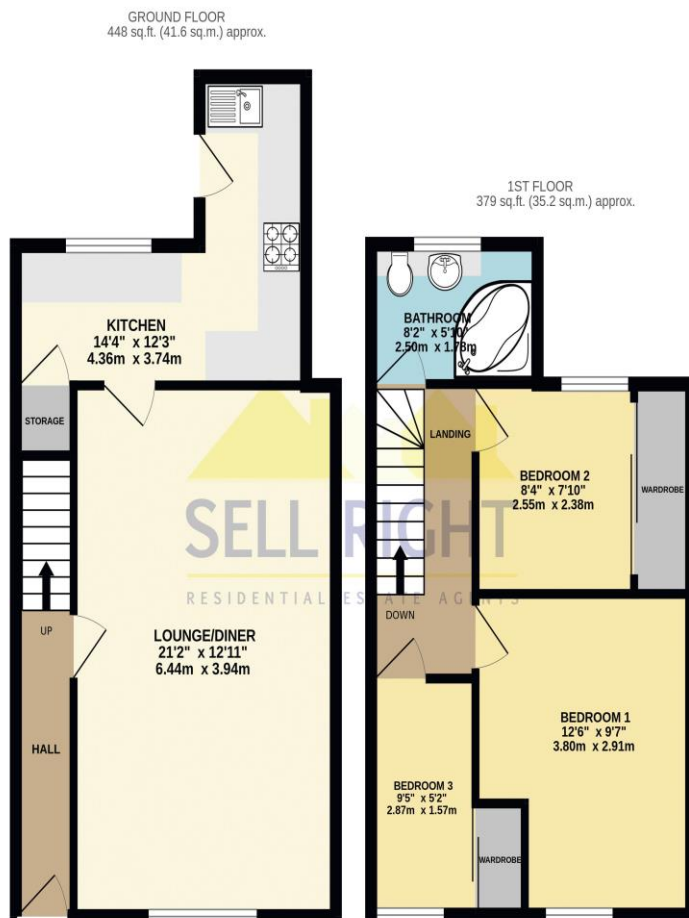 GROUND FLOOR
448 sq.ft. (41.6 sq.m.) approx.
1ST FLOOR
379 sq.ft. (35.2 sq.m.) approx.
KITCHEN
14'4" x 12'3"
4.36m x 3.74m
STORAGE
UP
LOUNGE/DINER
21'2" x 12'11"
6.44m x 3.94m
HALL
BATHROOM
8'2" x 5'10"
2.50m x 1.78m
LANDING
BEDROOM 2
8'4" x 7'10"
2.55m x 2.38m
WARDROBE
DOWN
BEDROOM 1
12'6" x 9'7"
3.80m x 2.91m
BEDROOM 3
9'5" x 5'2"
2.87m x 1.57m
WARDROBE
SELL RIGHT
RESIDENTIAL ESTATE AGENTS